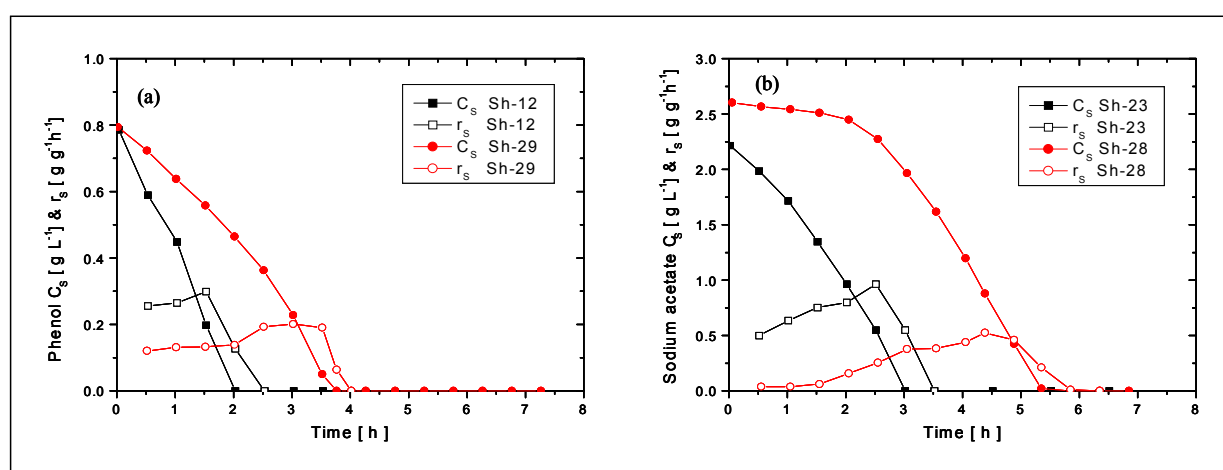 (a)
C_S Sh-12
r_S Sh-12
C_S Sh-29
r_S Sh-29
Phenol C_S [ g L⁻¹] & r_S [ g g⁻¹h⁻¹]
1.0
0.8
0.6
0.4
0.2
0.0
0 1 2 3 4 5 6 7 8
Time [ h ]
(b)
C_S Sh-23
r_S Sh-23
C_S Sh-28
r_S Sh-28
Sodium acetate C_S [ g L⁻¹] & r_S [ g g⁻¹h⁻¹]
3.0
2.5
2.0
1.5
1.0
0.5
0.0
0 1 2 3 4 5 6 7 8
Time [ h ]